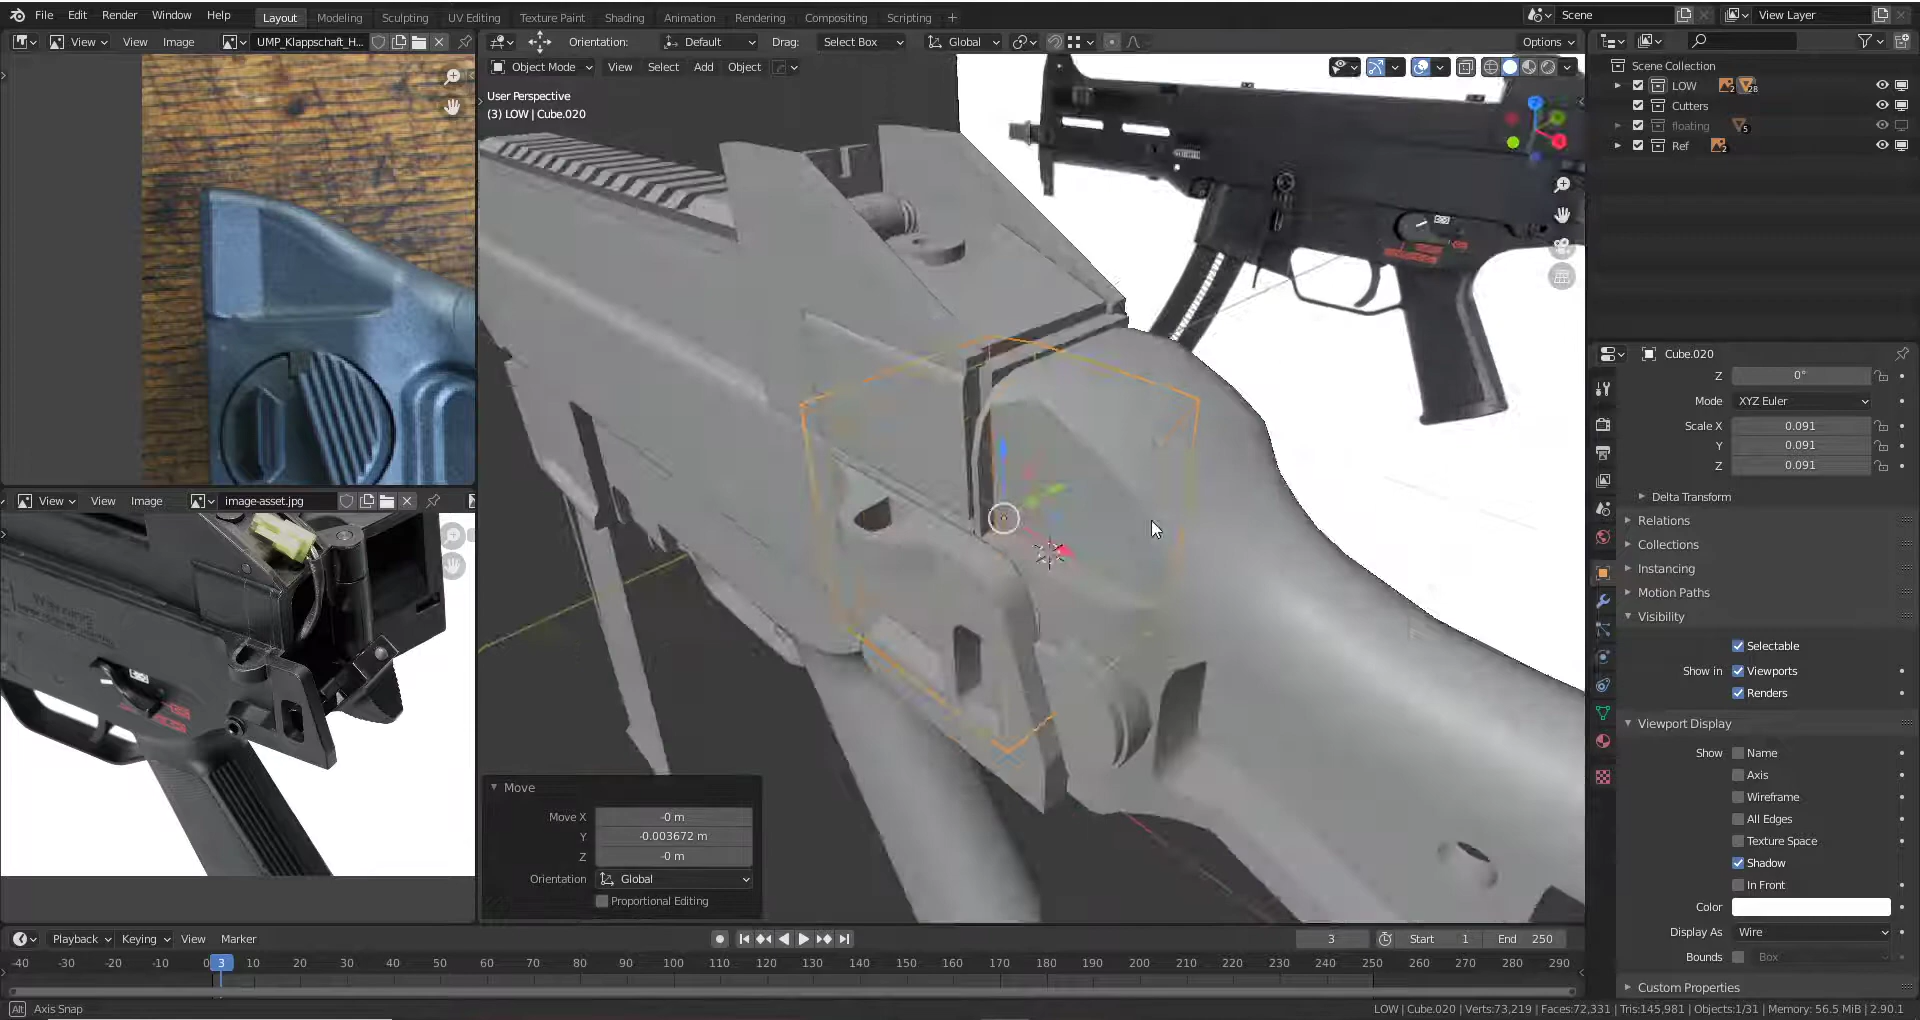 File Edit Render Window Help Layout Modeling Sculpting UV Editing Texture Paint Shading Animation Rendering Compositing Scripting + Scene View Layer
View View Image UMP_Klappschaft_H... Orientation: Default Drag: Select Box Global Options
Object Mode View Select Add Object
User Perspective
(3) LOW | Cube.020
Scene Collection
LOW 2 28
Cutters
floating 5
Ref 2
Cube.020
Z 0°
Mode XYZ Euler
Scale X 0.091
Y 0.091
Z 0.091
Delta Transform
Relations
Collections
Instancing
Motion Paths
Visibility
Selectable
Show in Viewports
Renders
Viewport Display
Show Name
Axis
Wireframe
All Edges
Texture Space
Shadow
In Front
Color
Display As Wire
Bounds Box
Custom Properties
View View Image image-asset.jpg
Move
Move X -0 m
Y -0.003672 m
Z -0 m
Orientation Global
Proportional Editing
Playback Keying View Marker 3 Start 1 End 250
-40 -30 -20 -10 0 3 10 20 30 40 50 60 70 80 90 100 110 120 130 140 150 160 170 180 190 200 210 220 230 240 250 260 270 280 290
Alt Axis Snap LOW | Cube.020 | Verts:73,219 | Faces:72,331 | Tris:145,981 | Objects:1/31 | Memory: 56.5 MiB | 2.90.1